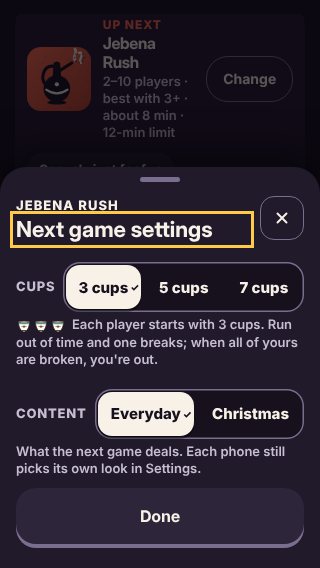 UP NEXT
Jebena
Rush
2–10 players ·
best with 3+ ·
about 8 min ·
12-min limit
Change
JEBENA RUSH
Next game settings
CUPS
3 cups
5 cups
7 cups
Each player starts with 3 cups. Run
out of time and one breaks; when all of yours
are broken, you're out.
CONTENT
Everyday
Christmas
What the next game deals. Each phone still
picks its own look in Settings.
Done